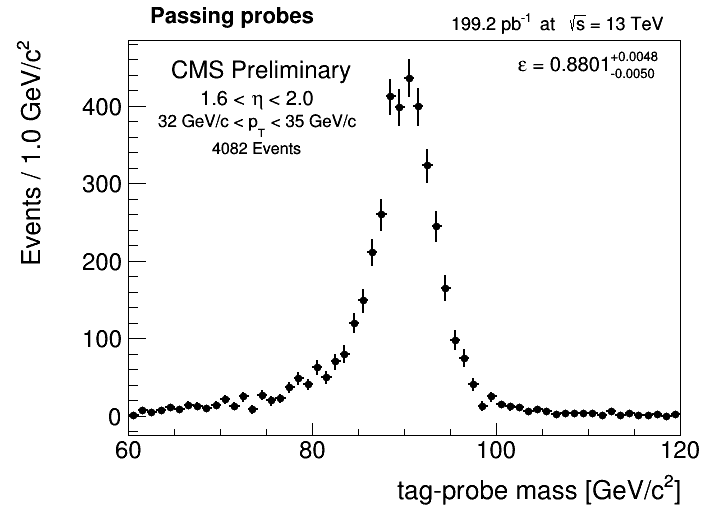 Passing probes
199.2 pb⁻¹ at √s = 13 TeV
CMS Preliminary
1.6 < η < 2.0
32 GeV/c < p_T < 35 GeV/c
4082 Events
ε = 0.8801 +0.0048 -0.0050
Events / 1.0 GeV/c²
400
300
200
100
0
60 80 100 120
tag-probe mass [GeV/c²]